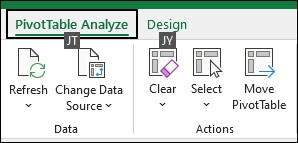 PivotTable Analyze Design
JT JY
Refresh Change Data Source Clear Select Move PivotTable
Data Actions